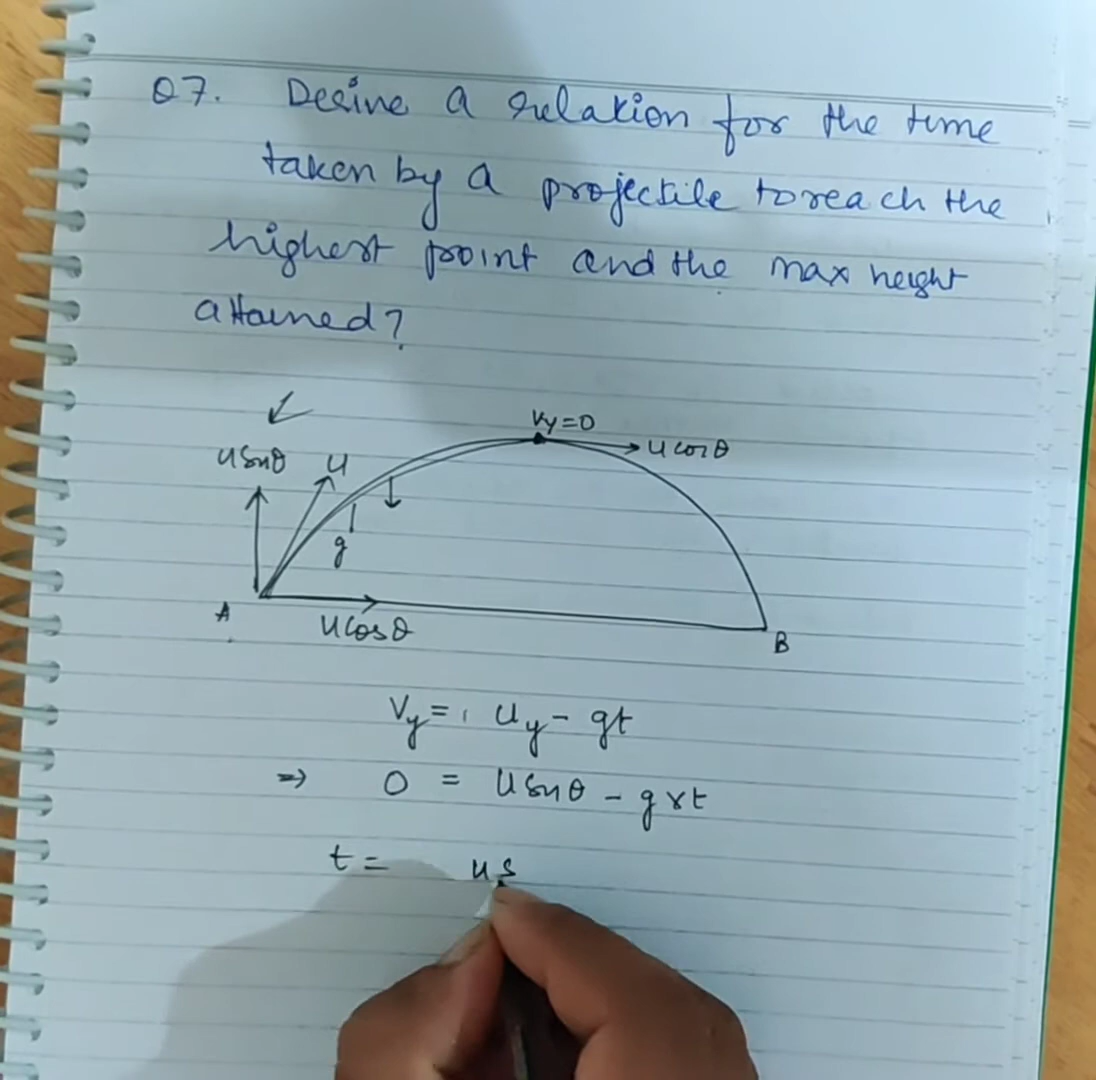 Q7. Derive a relation for the time
taken by a projectile to reach the
highest point and the max height
attained?
Vy=0
u cosθ
u sinθ
u
g
A
u cosθ
B
Vy = uy - gt
⇒ 0 = u sinθ - g×t
t = u s